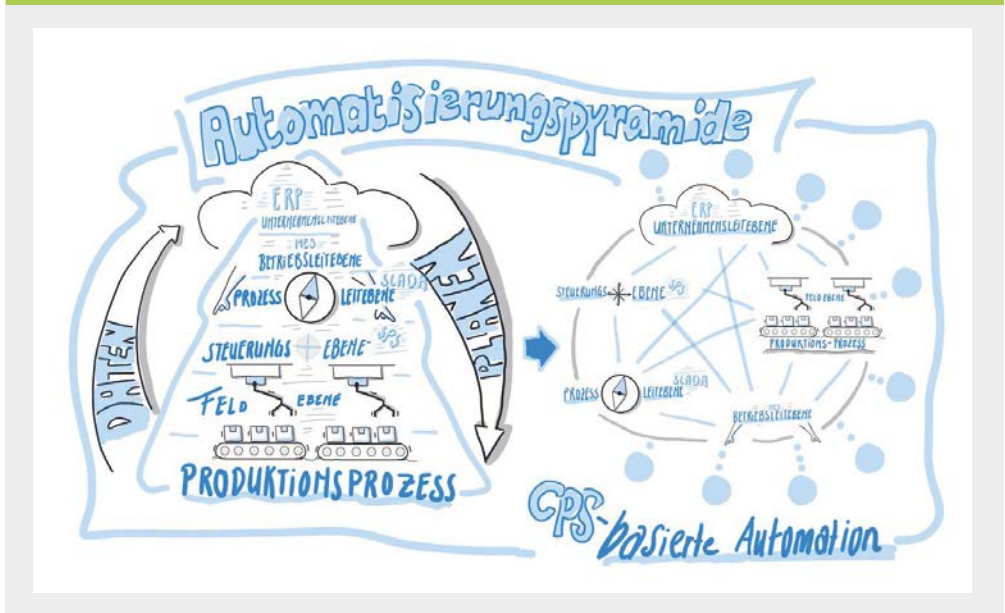 Automatisierungspyramide
DATEN
ERP
UNTERNEHMENSLEITEBENE
MES
BETRIEBSLEITEBENE
PROZESS LEITEBENE SCADA
STEUERUNGS EBENE SPS
FELD EBENE
PRODUKTIONSPROZESS
PLANEN
ERP
UNTERNEHMENSLEITEBENE
STEUERUNGS EBENE SPS
FELD EBENE
PRODUKTIONS-PROZESS
PROZESS LEITEBENE SCADA
MES
BETRIEBSLEITEBENE
CPS-basierte Automation